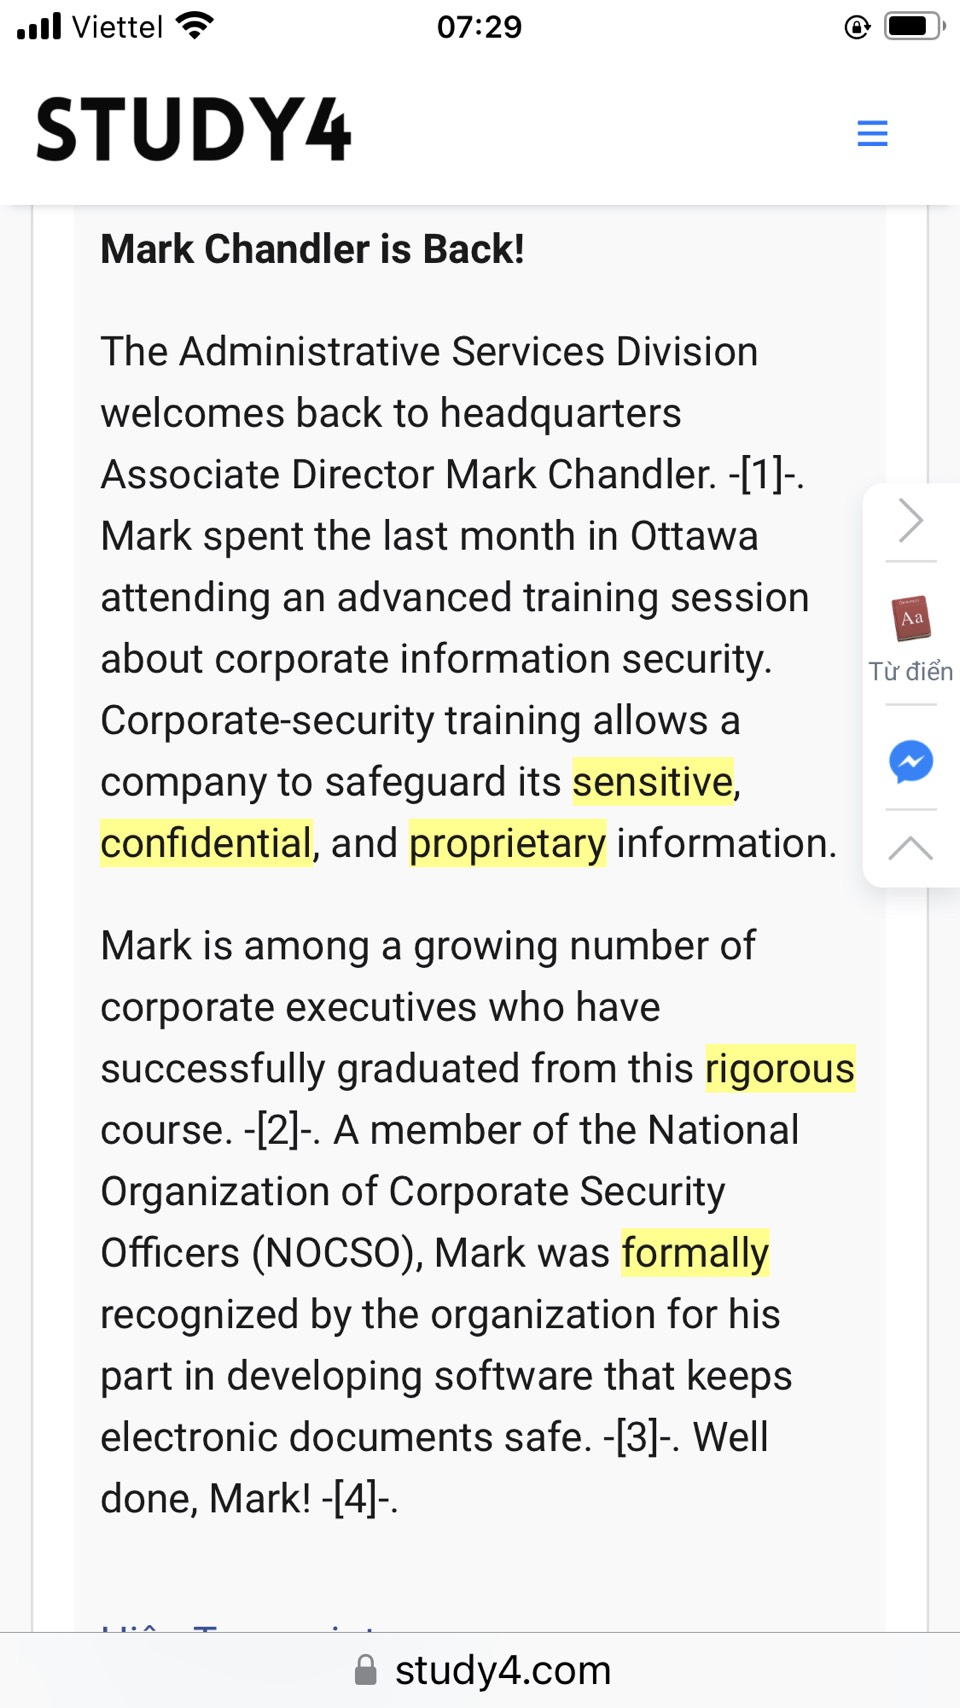 Viettel
07:29
STUDY4
Mark Chandler is Back!
The Administrative Services Division
welcomes back to headquarters
Associate Director Mark Chandler. -[1]-.
Mark spent the last month in Ottawa
attending an advanced training session
about corporate information security.
Corporate-security training allows a
company to safeguard its sensitive,
confidential, and proprietary information.
Aa
Từ điển
Mark is among a growing number of
corporate executives who have
successfully graduated from this rigorous
course. -[2]-. A member of the National
Organization of Corporate Security
Officers (NOCSO), Mark was formally
recognized by the organization for his
part in developing software that keeps
electronic documents safe. -[3]-. Well
done, Mark! -[4]-.
study4.com